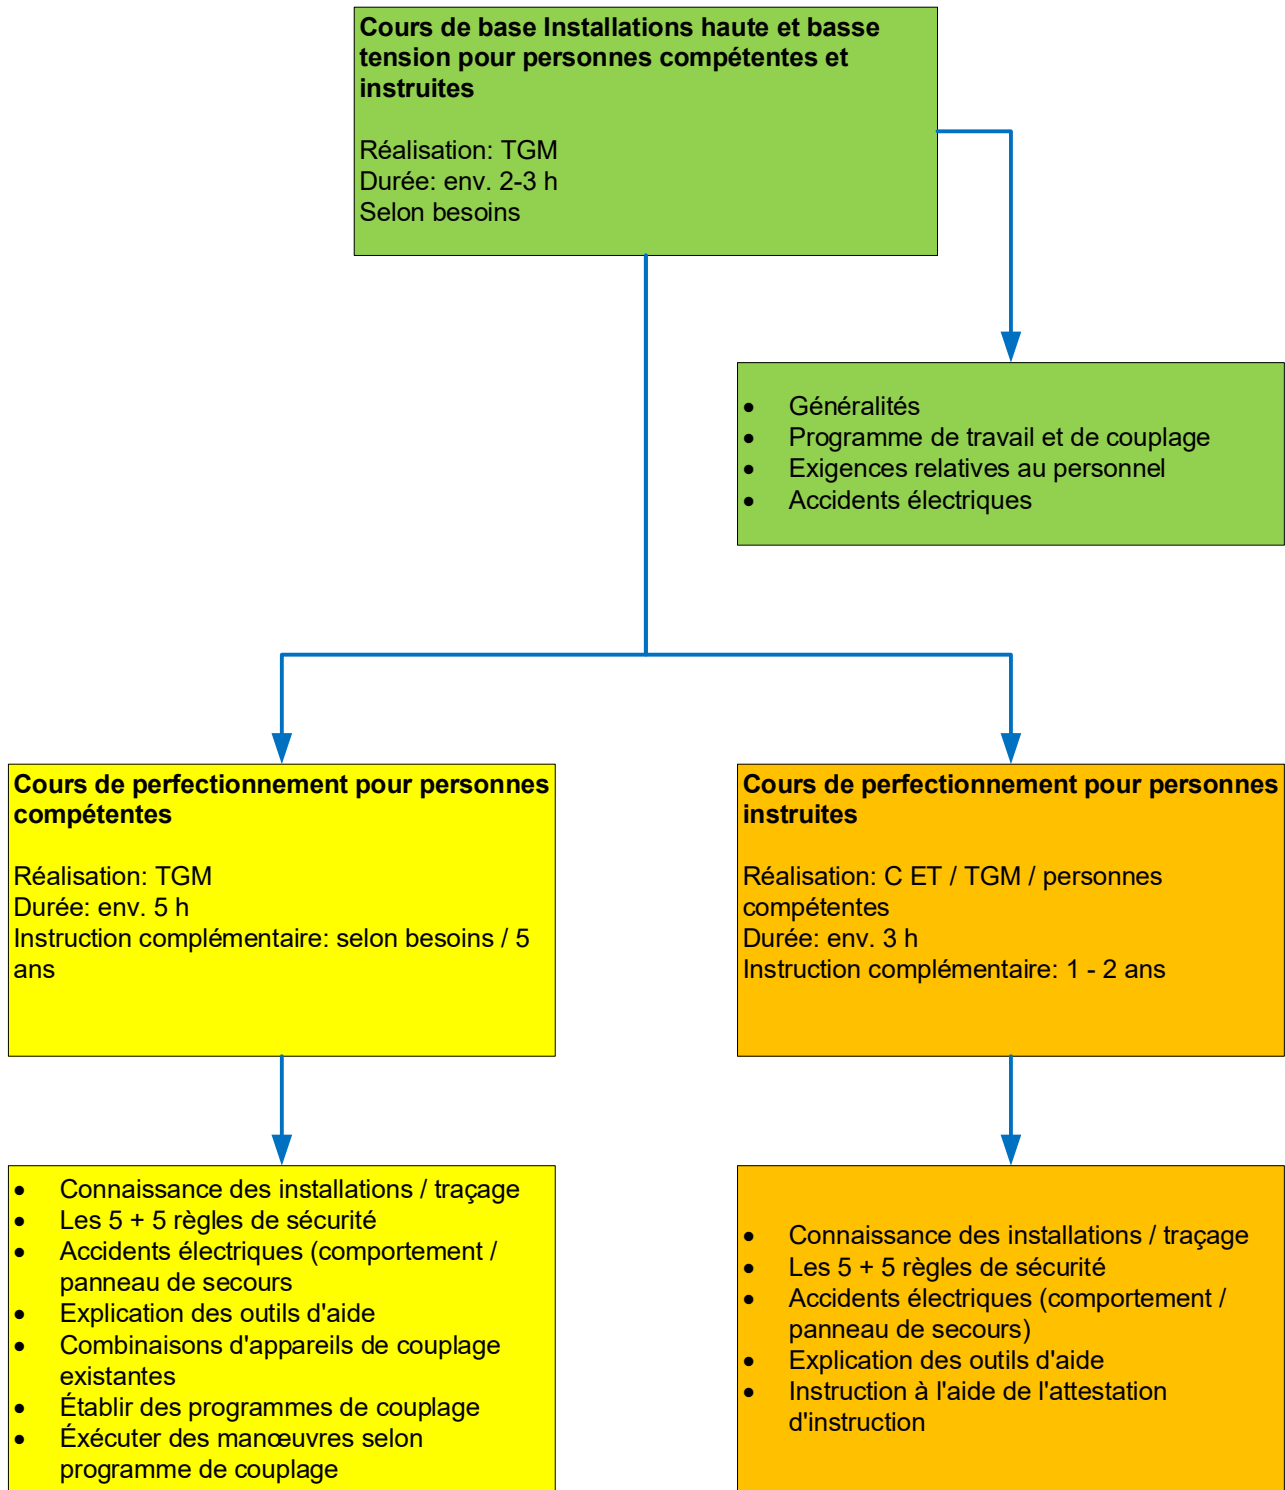 Cours de base Installations haute et basse
tension pour personnes compétentes et
instruites
Réalisation: TGM
Durée: env. 2-3 h
Selon besoins
• Généralités
• Programme de travail et de couplage
• Exigences relatives au personnel
• Accidents électriques
Cours de perfectionnement pour personnes
compétentes
Réalisation: TGM
Durée: env. 5 h
Instruction complémentaire: selon besoins / 5
ans
Cours de perfectionnement pour personnes
instruites
Réalisation: C ET / TGM / personnes
compétentes
Durée: env. 3 h
Instruction complémentaire: 1 - 2 ans
• Connaissance des installations / traçage
• Les 5 + 5 règles de sécurité
• Accidents électriques (comportement /
panneau de secours
• Explication des outils d'aide
• Combinaisons d'appareils de couplage
existantes
• Établir des programmes de couplage
• Éxécuter des manœuvres selon
programme de couplage
• Connaissance des installations / traçage
• Les 5 + 5 règles de sécurité
• Accidents électriques (comportement /
panneau de secours)
• Explication des outils d'aide
• Instruction à l'aide de l'attestation
d'instruction